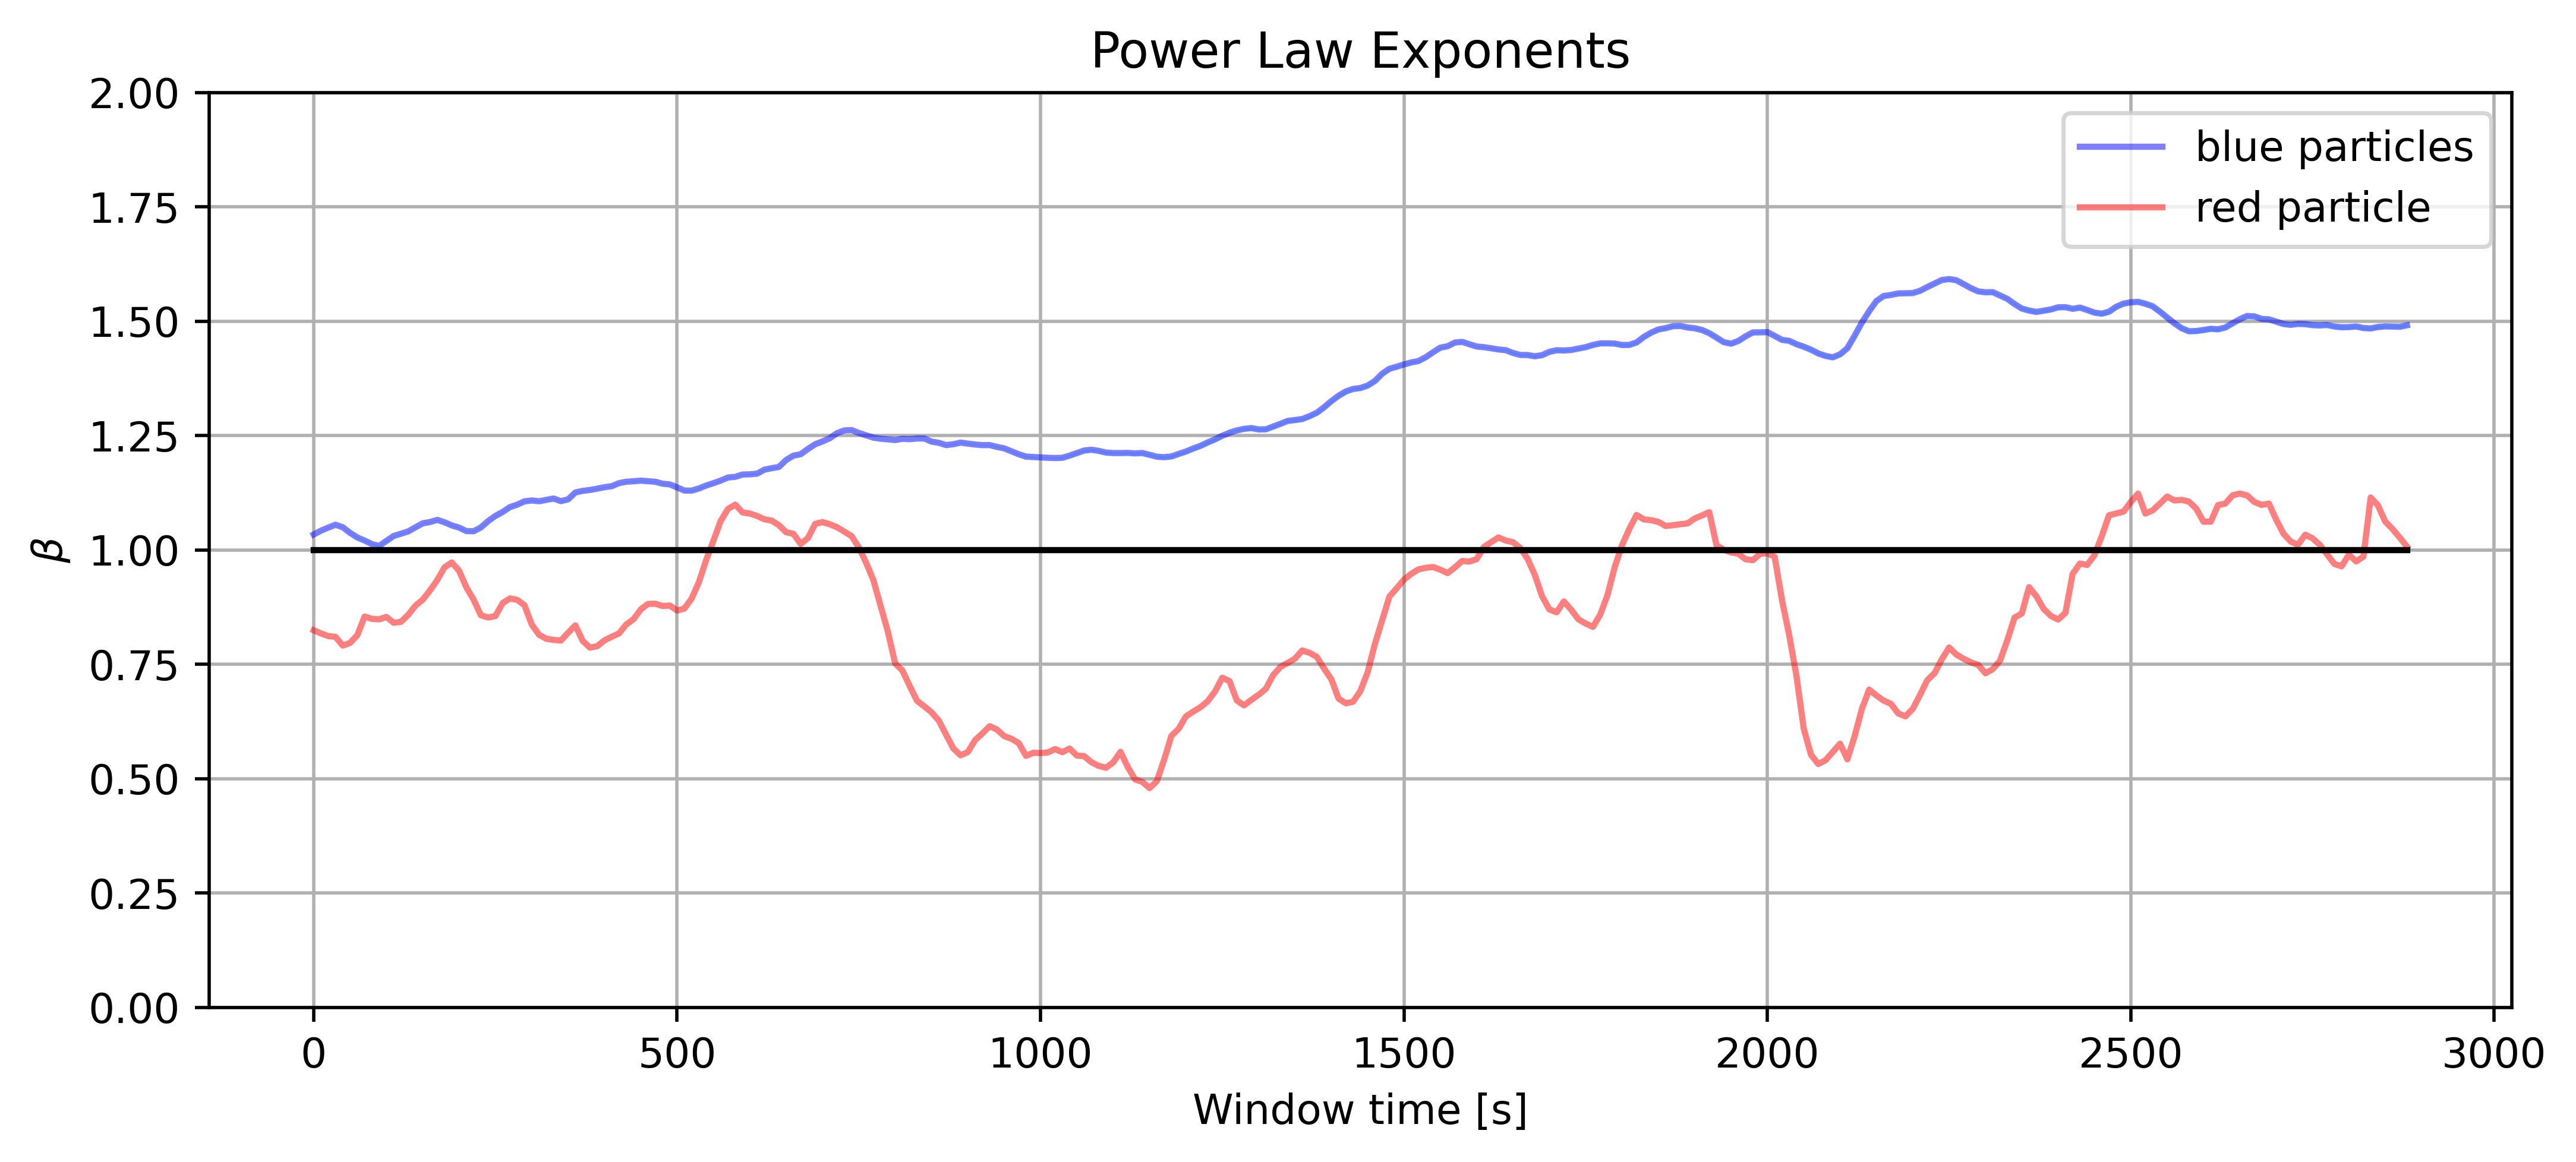 Power Law Exponents
2.00
1.75
1.50
1.25
1.00
0.75
0.50
0.25
0.00
β
blue particles
red particle
0 500 1000 1500 2000 2500 3000
Window time [s]